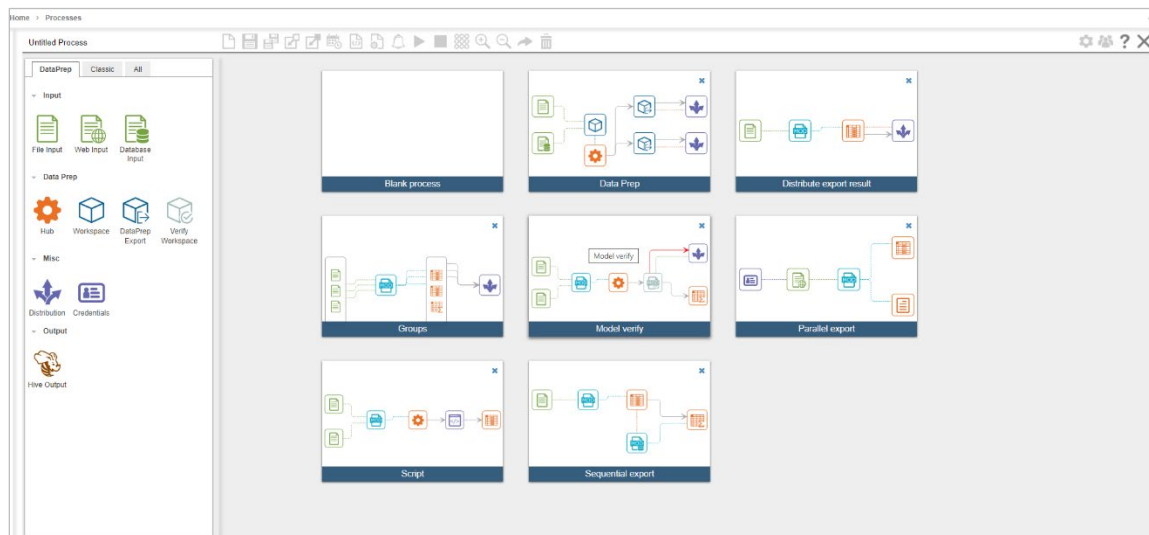 Home > Processes
Untitled Process
DataPrep Classic All
Input
File Input Web Input Database Input
Data Prep
Hub Workspace DataPrep Export Verify Workspace
Misc
Distribution Credentials
Output
Hive Output
Blank process Data Prep Distribute export result
Model verify
Groups Model verify Parallel export
Script Sequential export